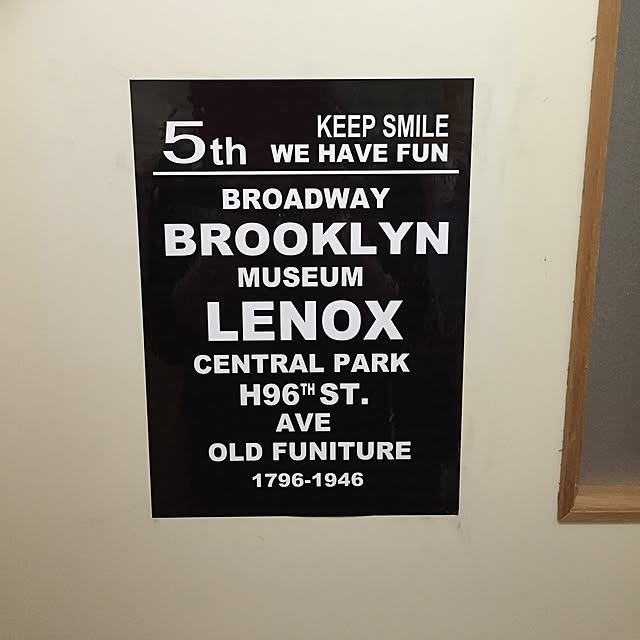 5th KEEP SMILE
WE HAVE FUN
BROADWAY
BROOKLYN
MUSEUM
LENOX
CENTRAL PARK
H96TH ST.
AVE
OLD FUNITURE
1796-1946